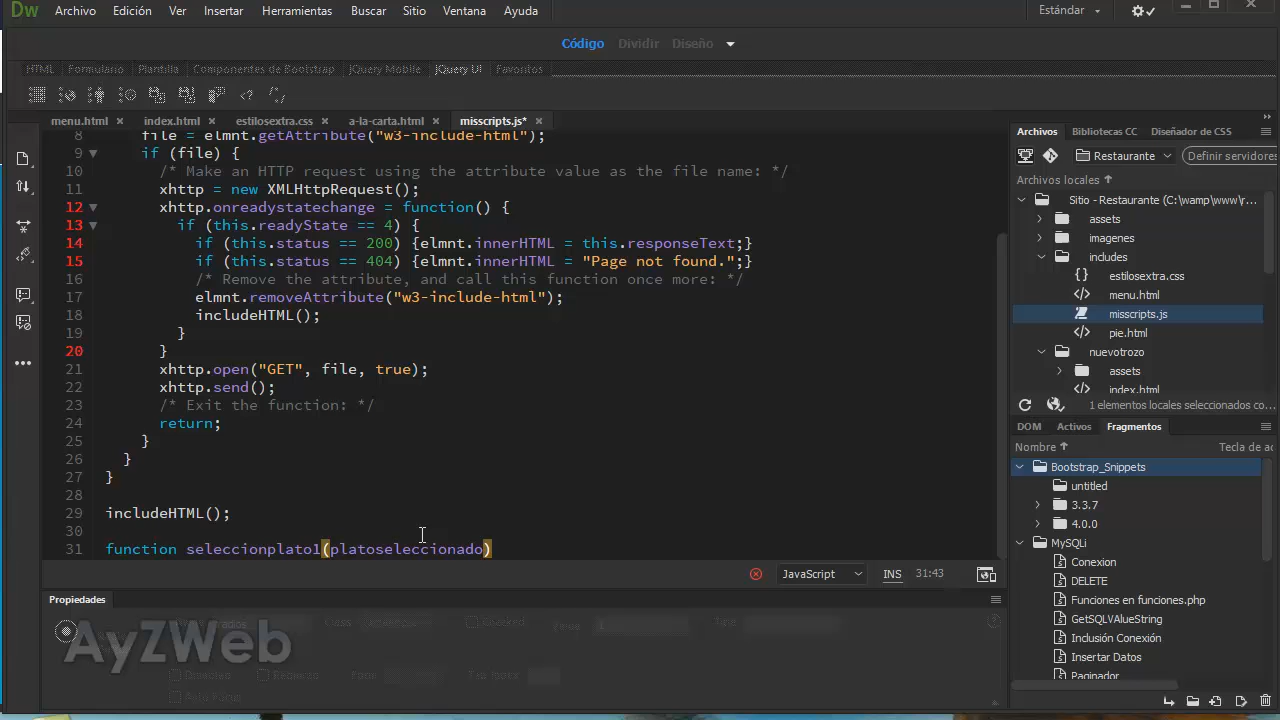 Dw Archivo Edición Ver Insertar Herramientas Buscar Sitio Ventana Ayuda Estándar
Código Dividir Diseño
HTML Formulario Plantilla Componentes de Bootstrap jQuery Mobile jQuery UI Favoritos
menu.html index.html estilosextra.css a-la-carta.html misscripts.js*
8 file = elmnt.getAttribute("w3-include-html");
9 if (file) {
10 /* Make an HTTP request using the attribute value as the file name: */
11 xhttp = new XMLHttpRequest();
12 xhttp.onreadystatechange = function() {
13 if (this.readyState == 4) {
14 if (this.status == 200) {elmnt.innerHTML = this.responseText;}
15 if (this.status == 404) {elmnt.innerHTML = "Page not found.";}
16 /* Remove the attribute, and call this function once more: */
17 elmnt.removeAttribute("w3-include-html");
18 includeHTML();
19 }
20 }
21 xhttp.open("GET", file, true);
22 xhttp.send();
23 /* Exit the function: */
24 return;
25 }
26 }
27 }
28
29 includeHTML();
30
31 function seleccionplato1(platoseleccionado)
JavaScript INS 31:43
Propiedades
AyZWeb
Archivos Bibliotecas CC Diseñador de CSS
Restaurante Definir servidores
Archivos locales
Sitio - Restaurante (C:\wamp\www\r...
assets
imagenes
includes
estilosextra.css
menu.html
misscripts.js
pie.html
nuevotrozo
assets
index.html
1 elementos locales seleccionados co...
DOM Activos Fragmentos
Nombre Tecla de ac
Bootstrap_Snippets
untitled
3.3.7
4.0.0
MySQLi
Conexion
DELETE
Funciones en funciones.php
GetSQLVAlueString
Inclusión Conexión
Insertar Datos
Paginador